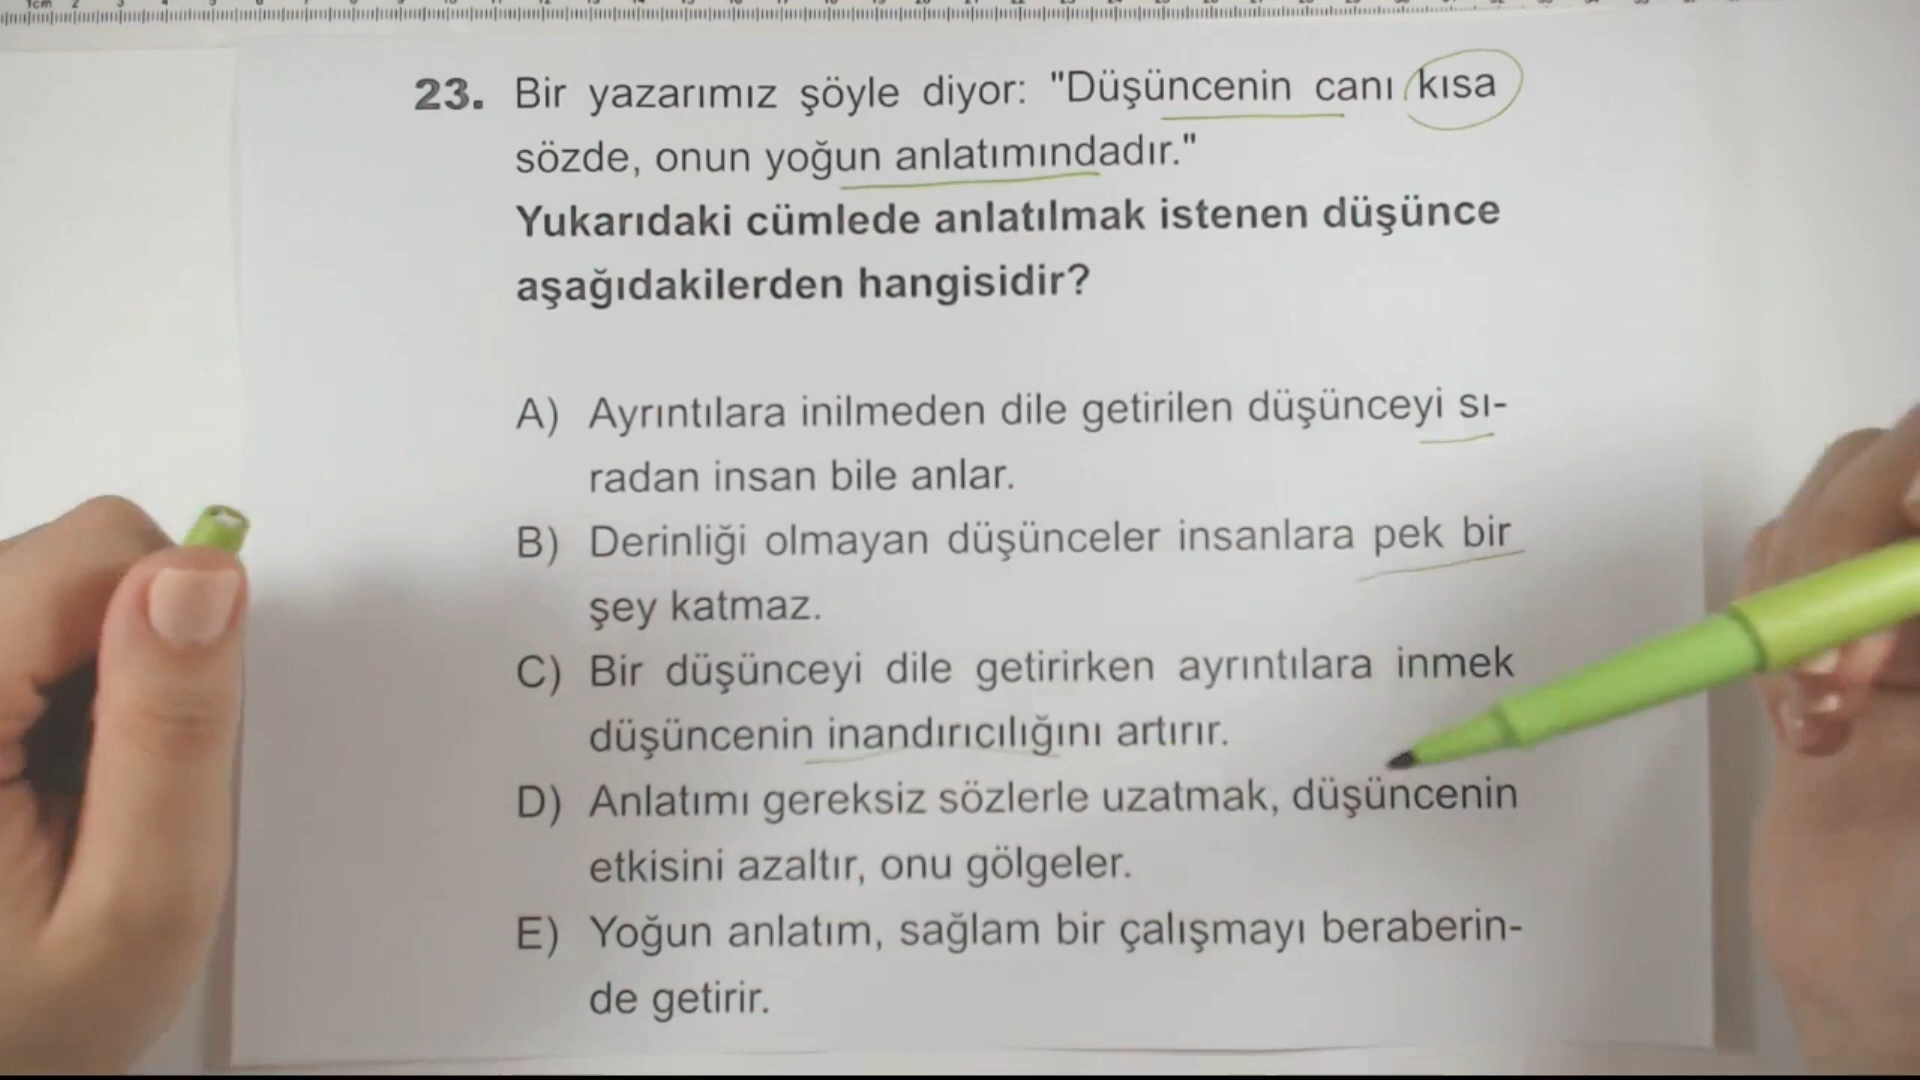 23. Bir yazarımız şöyle diyor: "Düşüncenin canı kısa
sözde, onun yoğun anlatımındadır."
Yukarıdaki cümlede anlatılmak istenen düşünce
aşağıdakilerden hangisidir?
A) Ayrıntılara inilmeden dile getirilen düşünceyi sı-
radan insan bile anlar.
B) Derinliği olmayan düşünceler insanlara pek bir
şey katmaz.
C) Bir düşünceyi dile getirirken ayrıntılara inmek
düşüncenin inandırıcılığını artırır.
D) Anlatımı gereksiz sözlerle uzatmak, düşüncenin
etkisini azaltır, onu gölgeler.
E) Yoğun anlatım, sağlam bir çalışmayı beraberin-
de getirir.